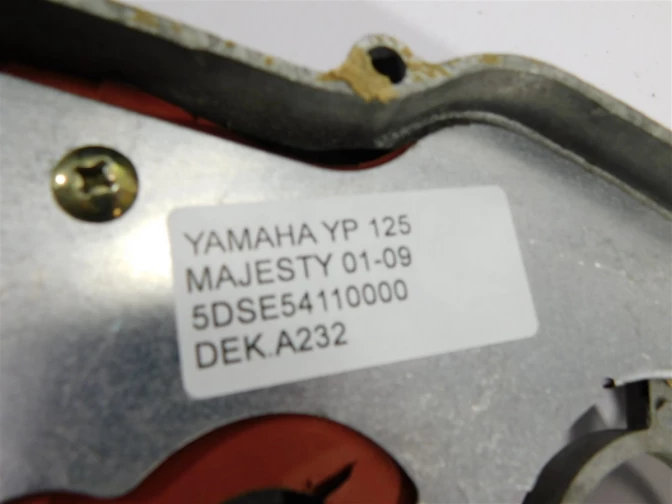 YAMAHA YP 125
MAJESTY 01-09
5DSE54110000
DEK.A232